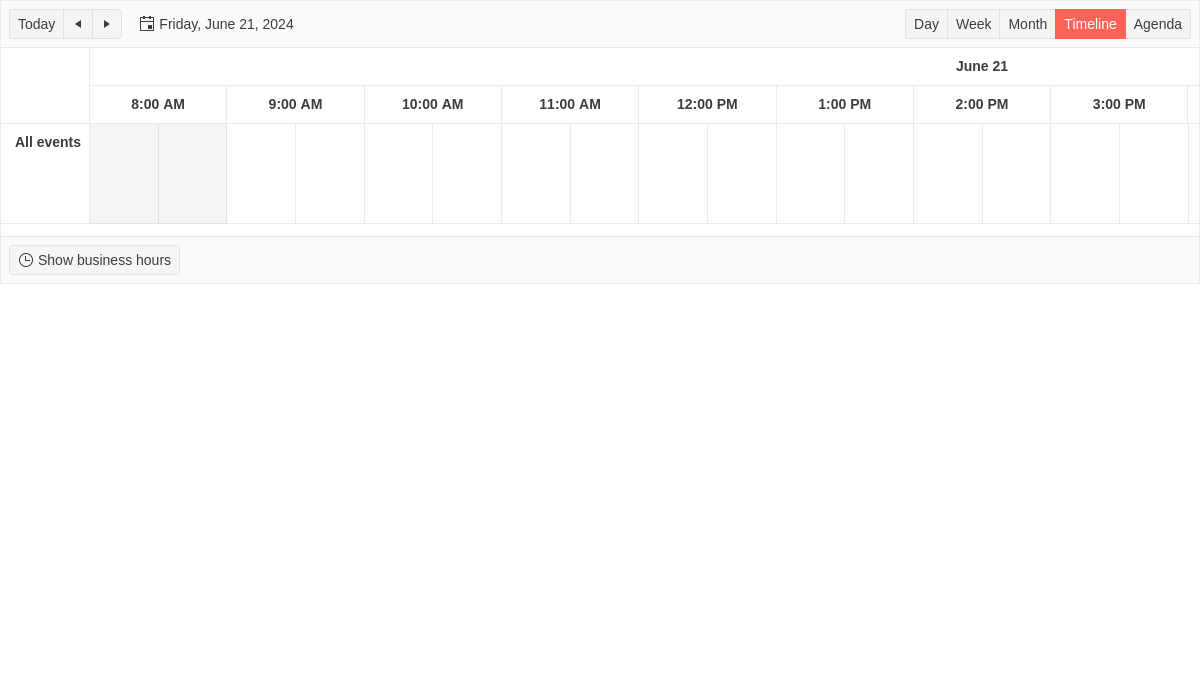 Today Friday, June 21, 2024 Day Week Month Timeline Agenda
June 21
8:00 AM 9:00 AM 10:00 AM 11:00 AM 12:00 PM 1:00 PM 2:00 PM 3:00 PM
All events
Show business hours